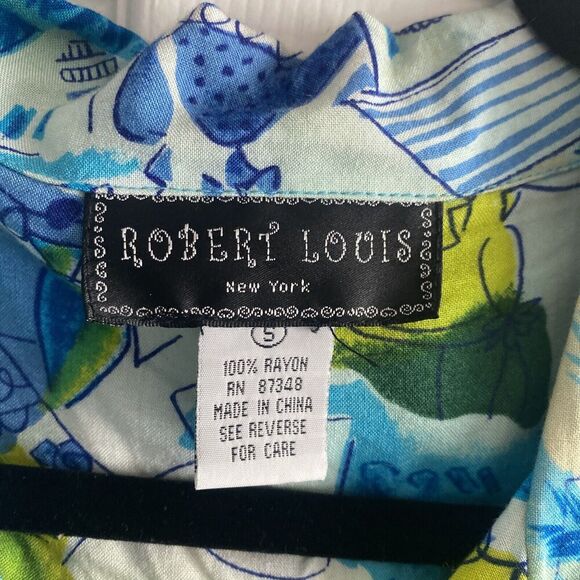 ROBERT LOUIS
New York
S
100% RAYON
RN 87348
MADE IN CHINA
SEE REVERSE
FOR CARE